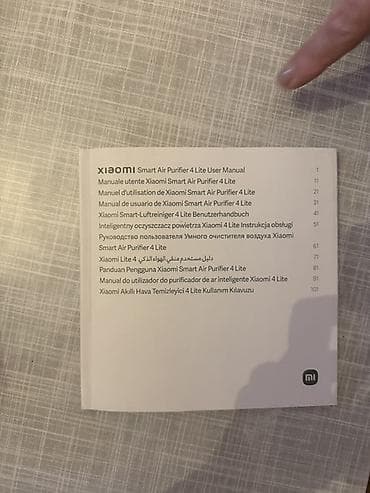 xiaomi Smart Air Purifier 4 Lite User Manual 1
Manuale utente Xiaomi Smart Air Purifier 4 Lite 11
Manuel d'utilisation de Xiaomi Smart Air Purifier 4 Lite 21
Manual de usuario de Xiaomi Smart Air Purifier 4 Lite 31
Xiaomi Smart-Luftreiniger 4 Lite Benutzerhandbuch 41
Inteligentny oczyszczacz powietrza Xiaomi 4 Lite Instrukcja obsługi 51
Руководство пользователя Умного очистителя воздуха Xiaomi
Smart Air Purifier 4 Lite 61
دليل مستخدم منقي الهواء الذكي Xiaomi Lite 4 71
Panduan Pengguna Xiaomi Smart Air Purifier 4 Lite 81
Manual do utilizador do purificador de ar inteligente Xiaomi 4 Lite 91
Xiaomi Akıllı Hava Temizleyici 4 Lite Kullanım Kılavuzu 101
mi